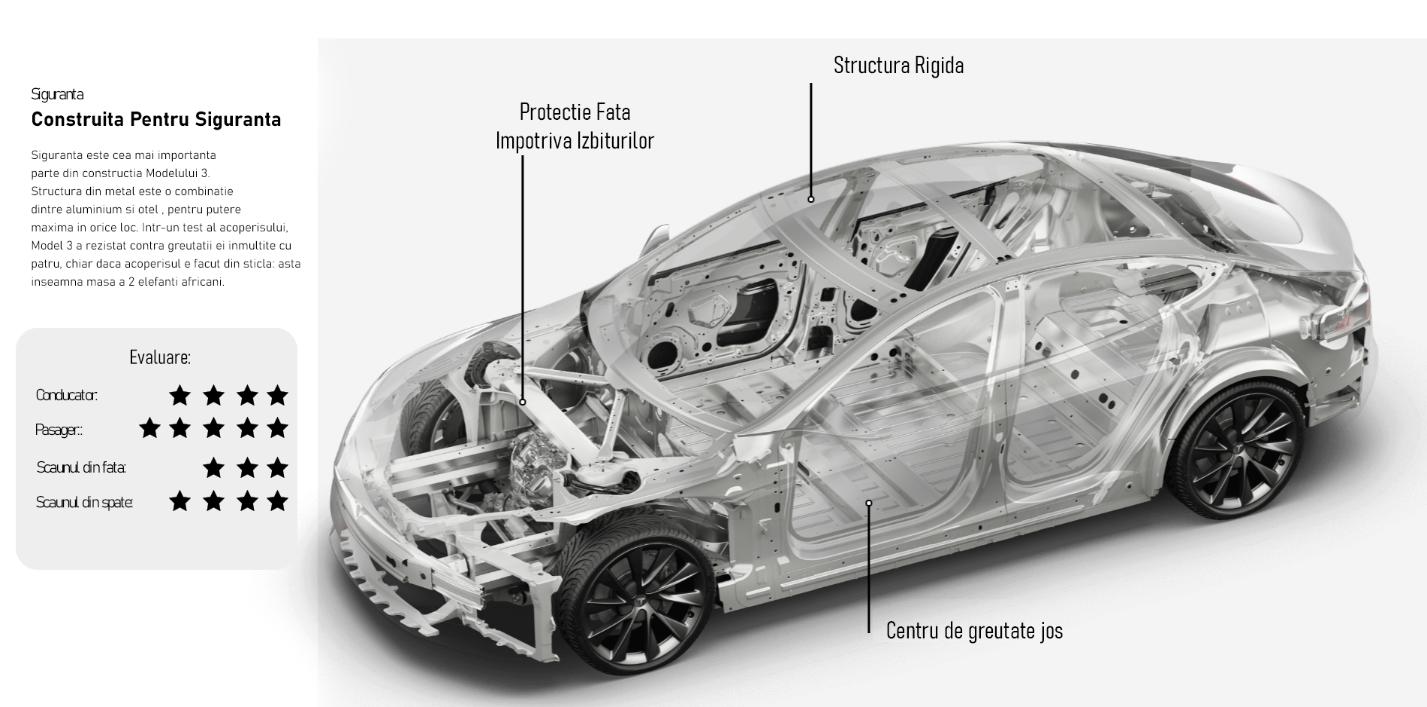 Siguranta
Construita Pentru Siguranta
Siguranta este cea mai importanta
parte din constructia Modelului 3.
Structura din metal este o combinatie
dintre aluminium si otel , pentru putere
maxima in orice loc. Intr-un test al acoperisului,
Model 3 a rezistat contra greutatii ei inmultite cu
patru, chiar daca acoperisul e facut din sticla: asta
inseamna masa a 2 elefanti africani.
Evaluare:
Conducator:
Pasager::
Scaunul din fata:
Scaunul din spate:
Protectie Fata
Impotriva Izbiturilor
Structura Rigida
Centru de greutate jos